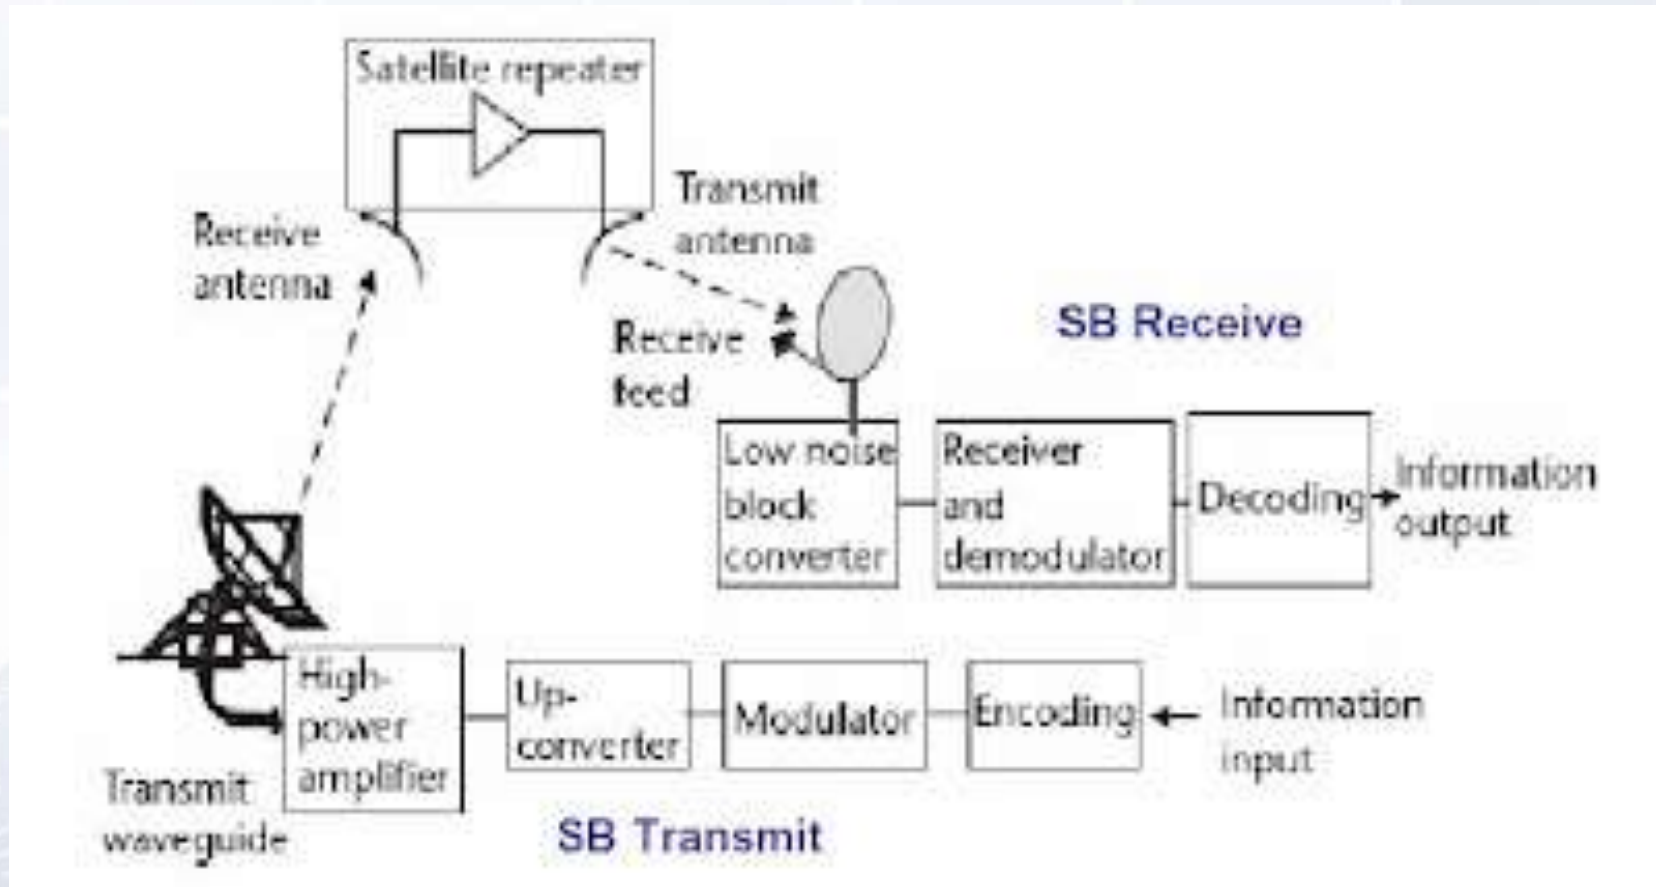 Satellite repeater
Receive
antenna
Transmit
antenna
Receive
feed
SB Receive
Low noise
block
converter
Receiver
and
demodulator
Decoding
Information
output
High-
power
amplifier
Up-
converter
Modulator
Encoding
Information
input
Transmit
waveguide
SB Transmit